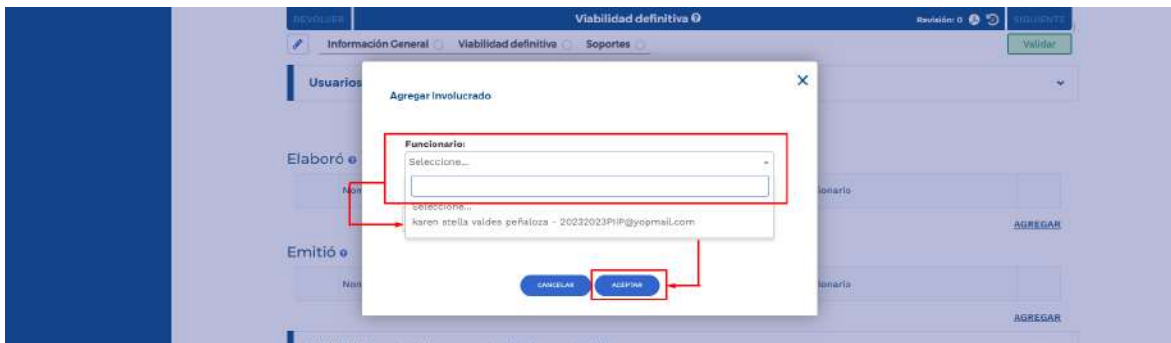 DEVOLVER
Viabilidad definitiva
Revisión: 0
SIGUIENTE
Información General
Viabilidad definitiva
Soportes
Validar
Usuarios
Agregar Involucrado
Funcionario:
Seleccione...
Seleccione...
karen stella valdes peñaloza - 20232023PIIP@yopmail.com
Elaboró
AGREGAR
Emitió
CANCELAR
ACEPTAR
AGREGAR